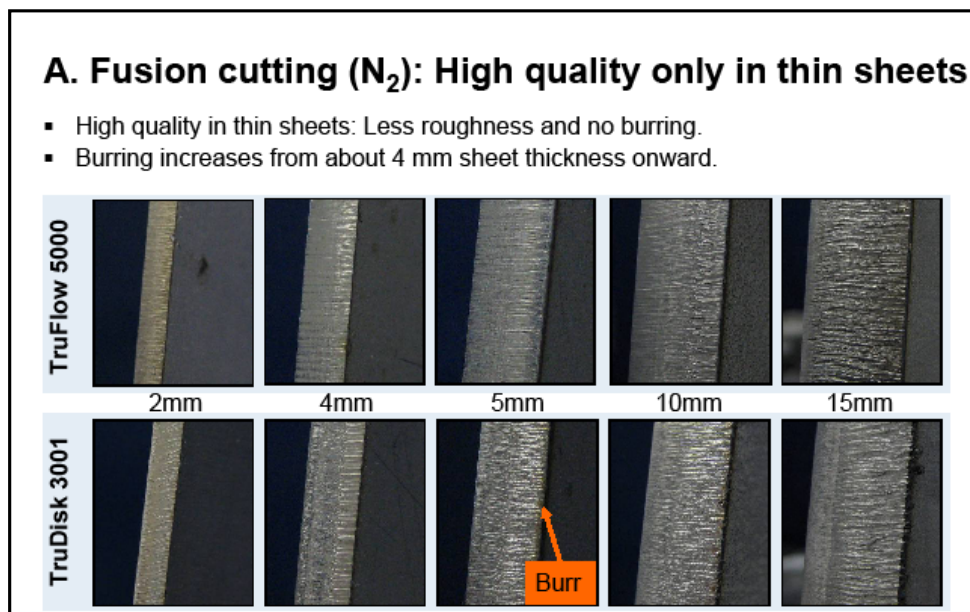 A. Fusion cutting (N₂): High quality only in thin sheets
▪ High quality in thin sheets: Less roughness and no burring.
▪ Burring increases from about 4 mm sheet thickness onward.
TruFlow 5000
2mm 4mm 5mm 10mm 15mm
TruDisk 3001
Burr